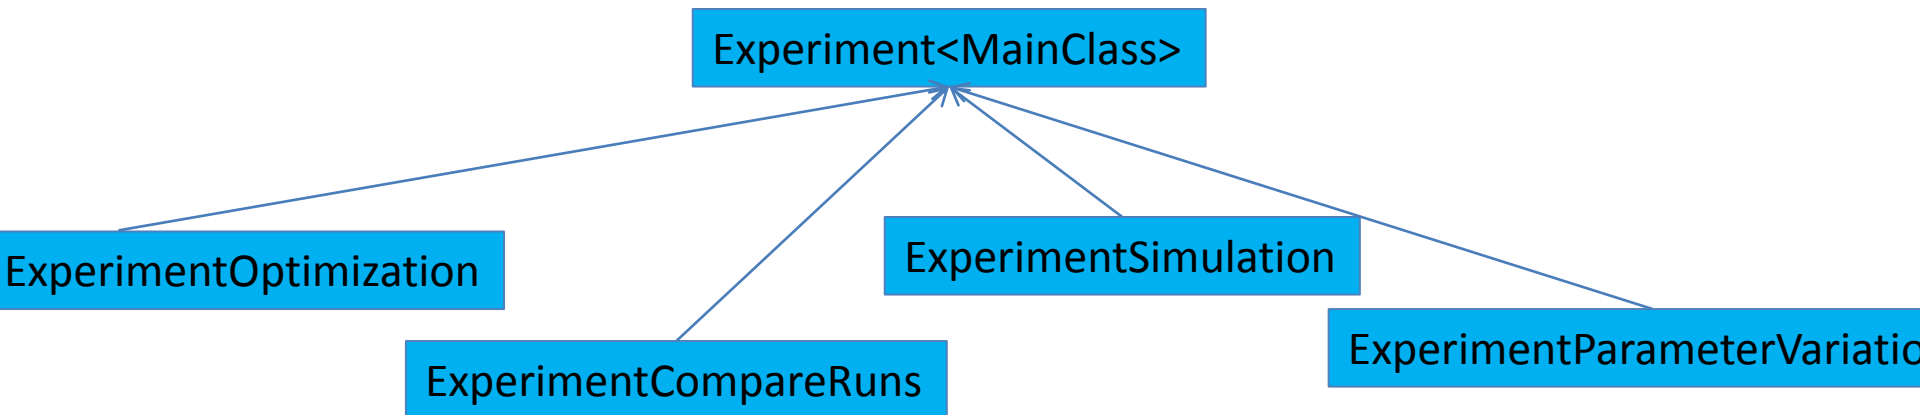 Experiment<MainClass>
ExperimentOptimization
ExperimentSimulation
ExperimentCompareRuns
ExperimentParameterVariatio